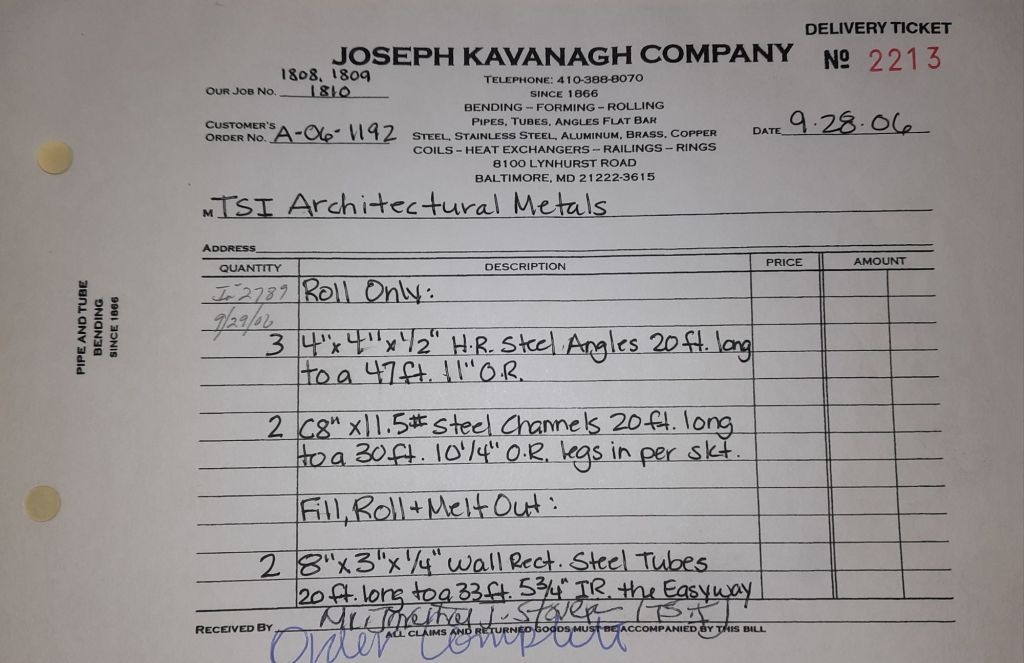 DELIVERY TICKET
JOSEPH KAVANAGH COMPANY
Nº 2213
TELEPHONE: 410-388-8070
SINCE 1866
BENDING – FORMING – ROLLING
PIPES, TUBES, ANGLES FLAT BAR
STEEL, STAINLESS STEEL, ALUMINUM, BRASS, COPPER
COILS – HEAT EXCHANGERS – RAILINGS – RINGS
8100 LYNHURST ROAD
BALTIMORE, MD 21222-3615
1808, 1809
OUR JOB NO. 1810
CUSTOMER'S
ORDER NO. A-06-1192
DATE 9-28-06
M TSI Architectural Metals
ADDRESS
QUANTITY DESCRIPTION PRICE AMOUNT
2789 Roll Only:
9/29/06
3 4"x 4"x 1/2" H.R. Steel Angles 20 ft. long
to a 47 ft. 11" O.R.
2 C8" x11.5# Steel Channels 20 ft. long
to a 30 ft. 10 1/4" O.R. legs in per skt.
Fill, Roll + Melt Out:
2 8"x 3"x 1/4" wall Rect. Steel Tubes
20 ft. long to a 33 ft. 5 3/4" IR. the Easyway
RECEIVED BY
ALL CLAIMS AND RETURNED GOODS MUST BE ACCOMPANIED BY THIS BILL
Order Complete
PIPE AND TUBE
BENDING
SINCE 1866